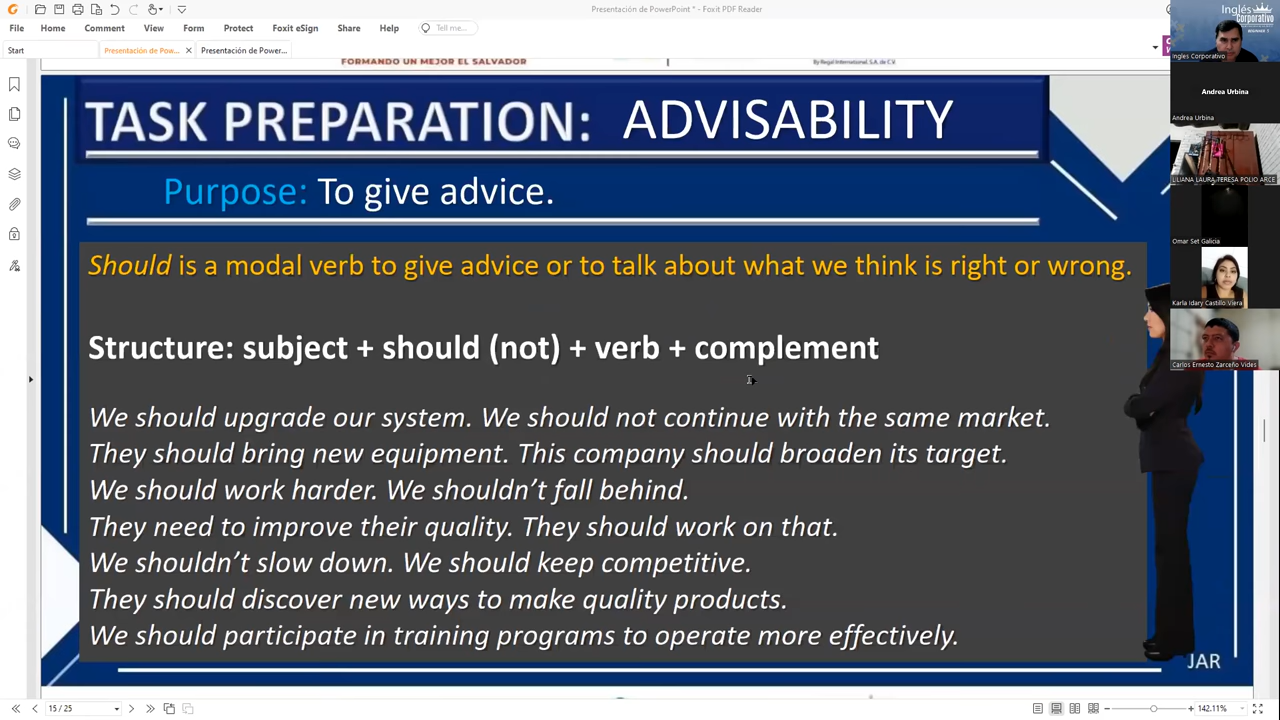 Presentación de PowerPoint * - Foxit PDF Reader
File Home Comment View Form Protect Foxit eSign Share Help Tell me...
Start Presentación de Pow... Presentación de Power...
FORMANDO UN MEJOR EL SALVADOR
By Regal International, S.A. de C.V
TASK PREPARATION: ADVISABILITY
Purpose: To give advice.
Should is a modal verb to give advice or to talk about what we think is right or wrong.
Structure: subject + should (not) + verb + complement
We should upgrade our system. We should not continue with the same market.
They should bring new equipment. This company should broaden its target.
We should work harder. We shouldn’t fall behind.
They need to improve their quality. They should work on that.
We shouldn’t slow down. We should keep competitive.
They should discover new ways to make quality products.
We should participate in training programs to operate more effectively.
JAR
15 / 25
142.11%
Inglés
Corporativo
BEGINNER 3
Ingles Corporativo
Andrea Urbina
Andrea Urbina
LILIANA LAURA TERESA POLIO ARCE
Omar Set Galicia
Karla Idary Castillo Viera
Carlos Ernesto Zarceño Vides